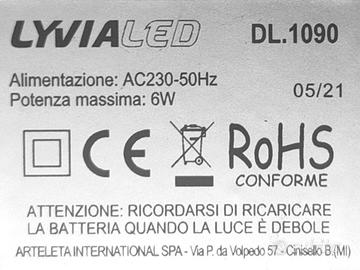 LYVIALED DL.1090
Alimentazione: AC230-50Hz
Potenza massima: 6W 05/21
CE RoHS
CONFORME
ATTENZIONE: RICORDARSI DI RICARICARE
LA BATTERIA QUANDO LA LUCE È DEBOLE
ARTELETA INTERNATIONAL SPA - Via P. da Volpedo 57 - Cinisello B.(MI)